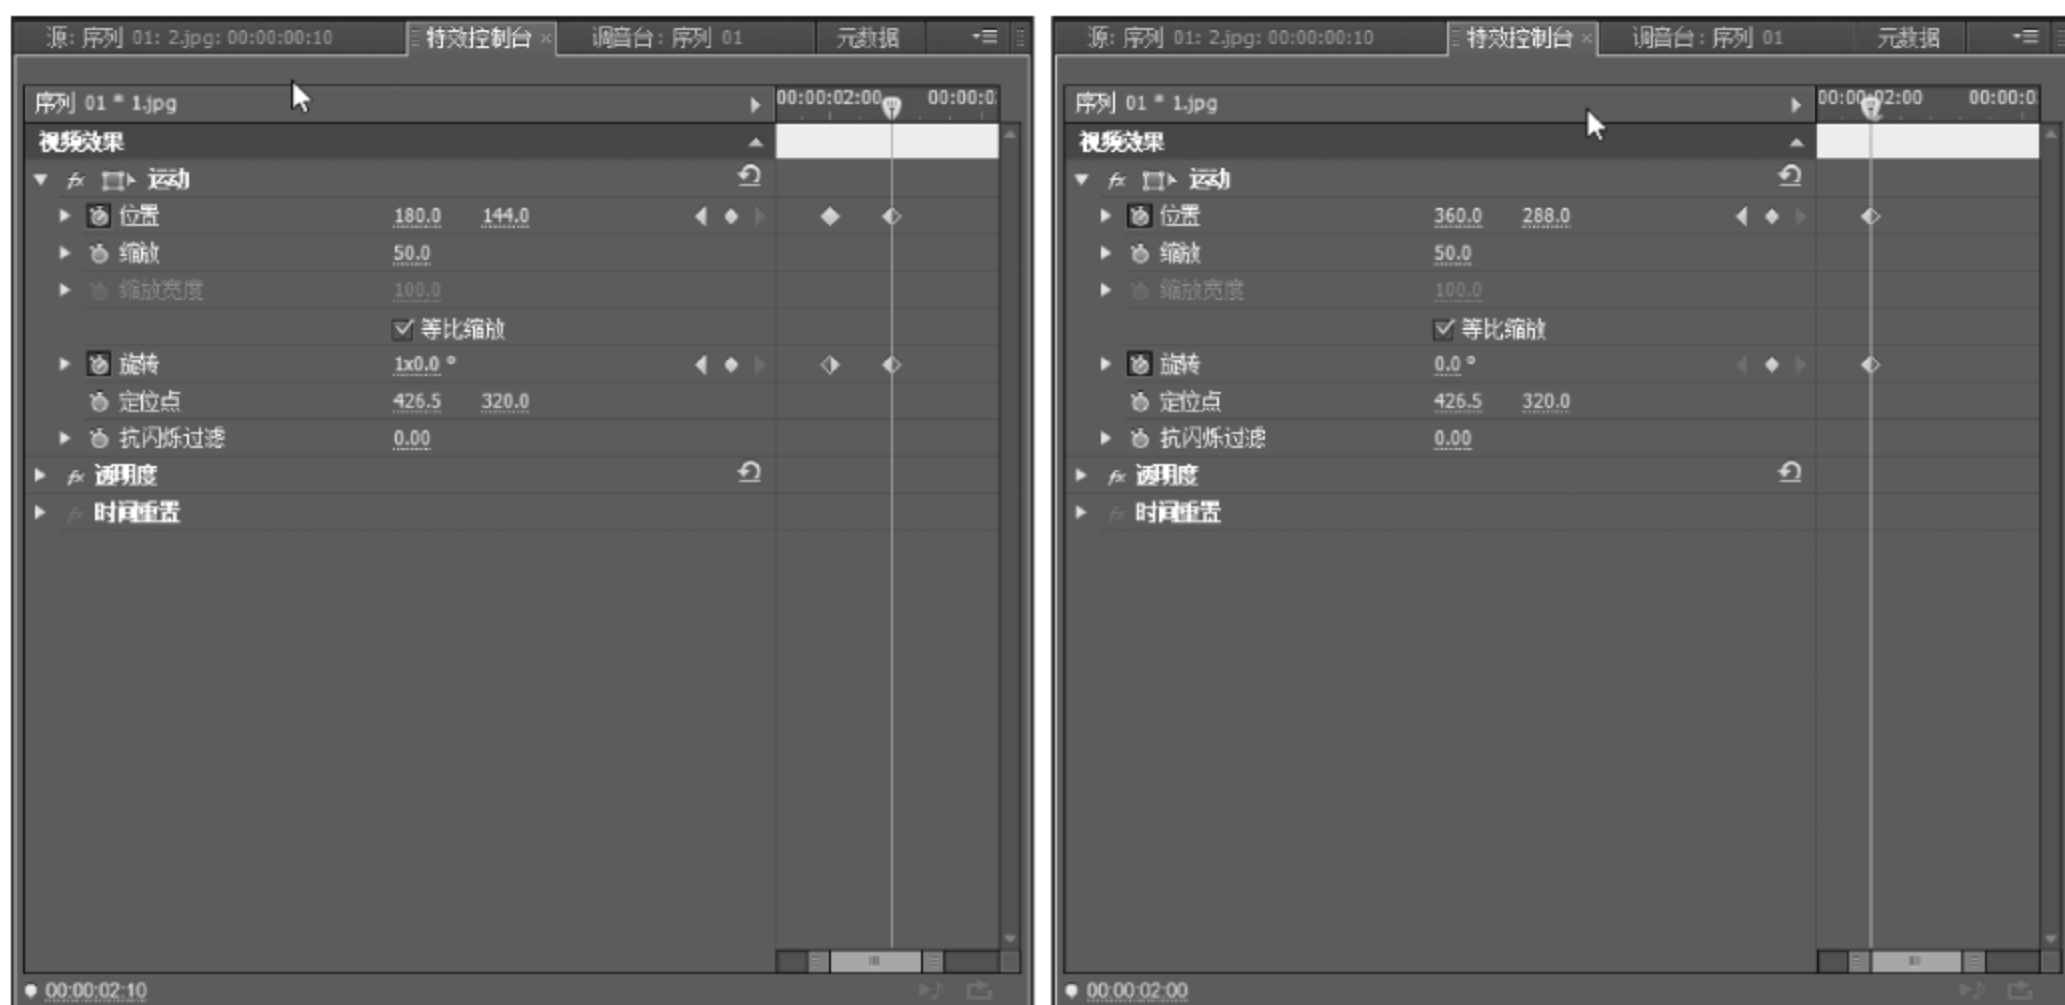 源: 序列 01: 2.jpg: 00:00:00:10 特效控制台 × 调音台: 序列 01 元数据
序列 01 * 1.jpg 00:00:02:00 00:00:0
视频效果
fx 运动
位置 180.0 144.0
缩放 50.0
缩放宽度 100.0
等比缩放
旋转 1x0.0 °
定位点 426.5 320.0
抗闪烁过滤 0.00
fx 透明度
fx 时间重置
00:00:02:10
源: 序列 01: 2.jpg: 00:00:00:10 特效控制台 × 调音台: 序列 01 元数据
序列 01 * 1.jpg 00:00:02:00 00:00:0
视频效果
fx 运动
位置 360.0 288.0
缩放 50.0
缩放宽度 100.0
等比缩放
旋转 0.0 °
定位点 426.5 320.0
抗闪烁过滤 0.00
fx 透明度
fx 时间重置
00:00:02:00